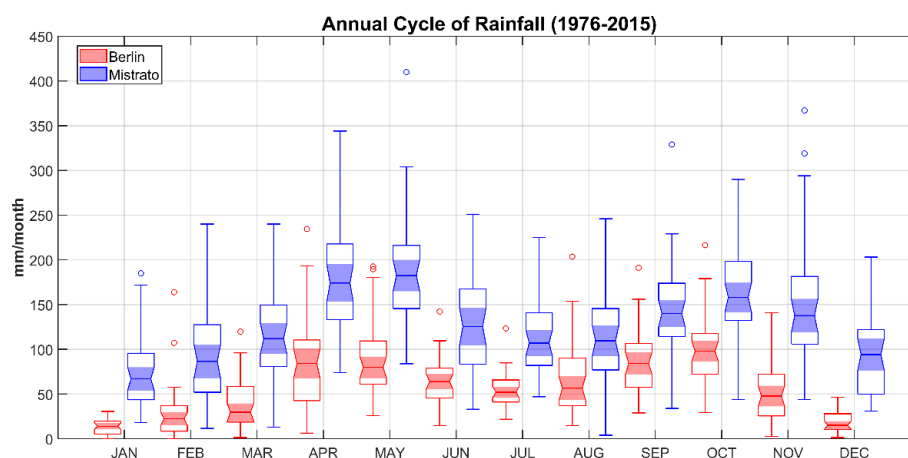 Annual Cycle of Rainfall (1976-2015)
450
400
350
300
250
200
150
100
50
0
mm/month
Berlin
Mistrato
JAN FEB MAR APR MAY JUN JUL AUG SEP OCT NOV DEC